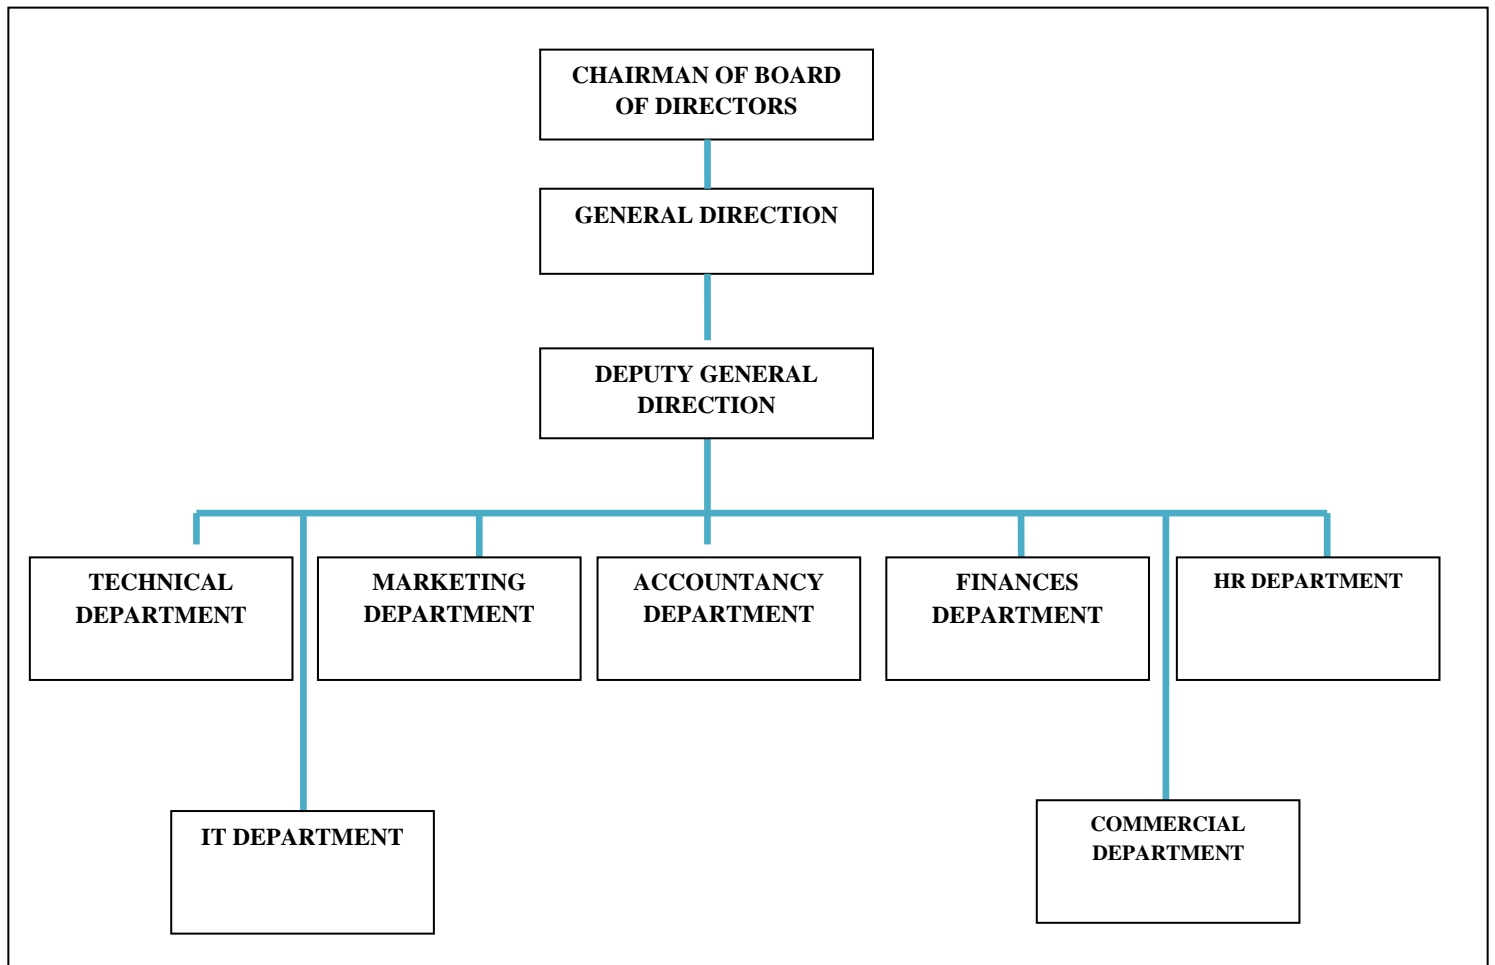 CHAIRMAN OF BOARD
OF DIRECTORS
GENERAL DIRECTION
DEPUTY GENERAL
DIRECTION
TECHNICAL
DEPARTMENT
MARKETING
DEPARTMENT
ACCOUNTANCY
DEPARTMENT
FINANCES
DEPARTMENT
HR DEPARTMENT
IT DEPARTMENT
COMMERCIAL
DEPARTMENT